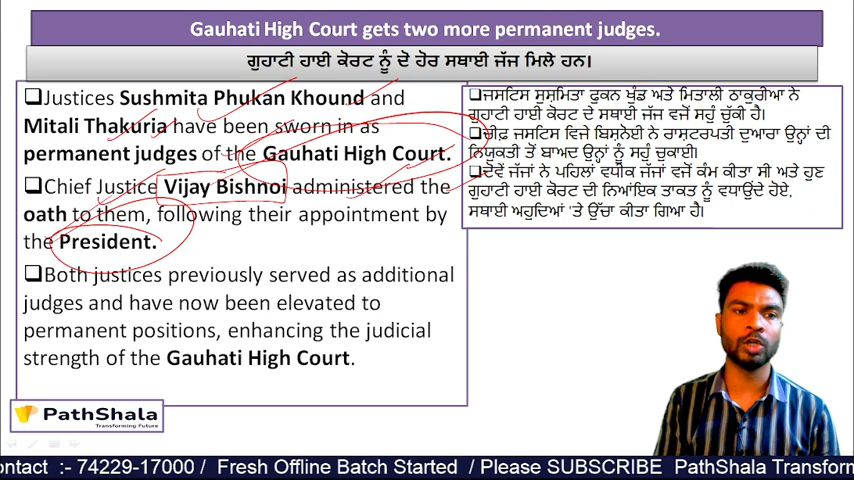 Gauhati High Court gets two more permanent judges.
ਗੁਹਾਟੀ ਹਾਈ ਕੋਰਟ ਨੂੰ ਦੋ ਹੋਰ ਸਥਾਈ ਜੱਜ ਮਿਲੇ ਹਨ।
❑Justices Sushmita Phukan Khound and
Mitali Thakuria have been sworn in as
permanent judges of the Gauhati High Court.
❑Chief Justice Vijay Bishnoi administered the
oath to them, following their appointment by
the President.
❑Both justices previously served as additional
judges and have now been elevated to
permanent positions, enhancing the judicial
strength of the Gauhati High Court.
❑ਜਸਟਿਸ ਸੁਸ਼ਮਿਤਾ ਫੁਕਨ ਖੁੰਡ ਅਤੇ ਮਿਤਾਲੀ ਠਾਕੁਰੀਆ ਨੇ
ਗੁਹਾਟੀ ਹਾਈ ਕੋਰਟ ਦੇ ਸਥਾਈ ਜੱਜ ਵਜੋਂ ਸਹੁੰ ਚੁੱਕੀ ਹੈ।
❑ਚੀਫ਼ ਜਸਟਿਸ ਵਿਜੇ ਬਿਸ਼ਨੋਈ ਨੇ ਰਾਸ਼ਟਰਪਤੀ ਦੁਆਰਾ ਉਨ੍ਹਾਂ ਦੀ
ਨਿਯੁਕਤੀ ਤੋਂ ਬਾਅਦ ਉਨ੍ਹਾਂ ਨੂੰ ਸਹੁੰ ਚੁਕਾਈ।
❑ਦੋਵੇਂ ਜੱਜਾਂ ਨੇ ਪਹਿਲਾਂ ਵਧੀਕ ਜੱਜਾਂ ਵਜੋਂ ਕੰਮ ਕੀਤਾ ਸੀ ਅਤੇ ਹੁਣ
ਗੁਹਾਟੀ ਹਾਈ ਕੋਰਟ ਦੀ ਨਿਆਂਇਕ ਤਾਕਤ ਨੂੰ ਵਧਾਉਂਦੇ ਹੋਏ,
ਸਥਾਈ ਅਹੁਦਿਆਂ 'ਤੇ ਉੱਚਾ ਕੀਤਾ ਗਿਆ ਹੈ।
PathShala
Transforming Future
ontact :- 74229-17000 / Fresh Offline Batch Started / Please SUBSCRIBE PathShala Transform